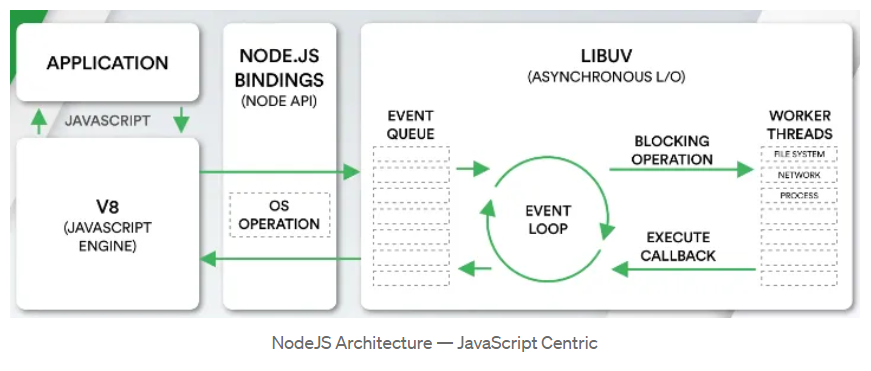 APPLICATION
JAVASCRIPT
V8
(JAVASCRIPT
ENGINE)
NODE.JS
BINDINGS
(NODE API)
OS
OPERATION
LIBUV
(ASYNCHRONOUS L/O)
EVENT
QUEUE
EVENT
LOOP
BLOCKING
OPERATION
EXECUTE
CALLBACK
WORKER
THREADS
FILE SYSTEM
NETWORK
PROCESS
NodeJS Architecture — JavaScript Centric